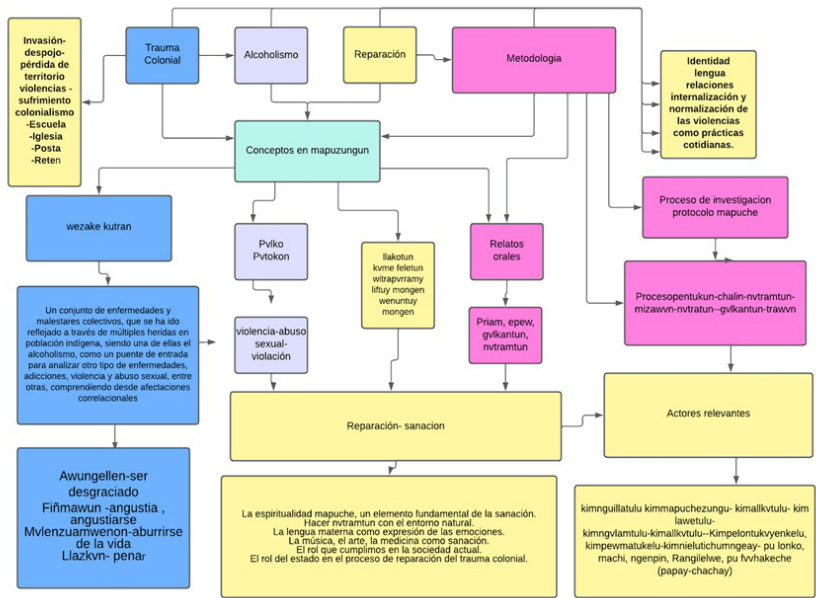 Invasión-
despojo-
pérdida de
territorio
violencias -
sufrimiento
colonialismo
-Escuela
-Iglesia
-Posta
-Reten
Trauma
Colonial
Alcoholismo
Reparación
Metodologia
Identidad
lengua
relaciones
internalización y
normalización de
las violencias
como prácticas
cotidianas.
Conceptos en mapuzungun
wezake kutran
Pvlko
Pvtokon
llakotun
kvme feletun
witrapvrramy
liftuy mongen
wenuntuy
mongen
Relatos
orales
Proceso de investigacion
protocolo mapuche
Procesopentukun-chalin-nvtramtun-
mizawvn-nvtratun--gvlkantun-trawvn
Un conjunto de enfermedades y
malestares colectivos, que se ha ido
reflejado a través de múltiples heridas en
población indígena, siendo una de ellas el
alcoholismo, como un puente de entrada
para analizar otro tipo de enfermedades,
adicciones, violencia y abuso sexual, entre
otras, comprendiendo desde afectaciones
correlacionales
violencia-abuso
sexual-
violación
Priam, epew,
gvlkantun,
nvtramtun
Reparación- sanacion
Actores relevantes
Awungellen-ser
desgraciado
Fiñmawun -angustia ,
angustiarse
Mvlenzuamwenon-aburrirse
de la vida
Llazkvn- penar
La espiritualidad mapuche, un elemento fundamental de la sanación.
Hacer nvtramtun con el entorno natural.
La lengua materna como expresión de las emociones.
La música, el arte, la medicina como sanación.
El rol que cumplimos en la sociedad actual.
El rol del estado en el proceso de reparación del trauma colonial.
kimnguillatulu kimmapuchezungu- kimallkvtulu- kim
lawetulu-
kimngvlamtulu-kimallkvtulu--Kimpelontukvyenkelu,
kimpewmatukelu-kimnielutichumngeay- pu lonko,
machi, ngenpin, Rangilelwe, pu fvvhakeche
(papay-chachay)